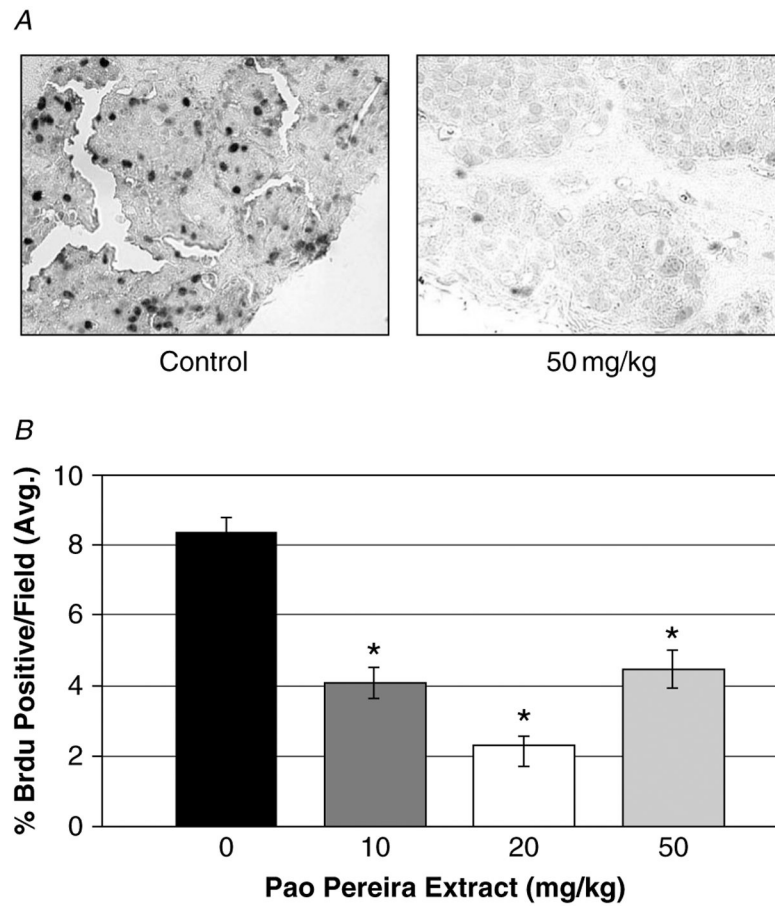 A
Control
50 mg/kg
B
% Brdu Positive/Field (Avg.)
10
8
6
4
2
0
*
*
*
0
10
20
50
Pao Pereira Extract (mg/kg)